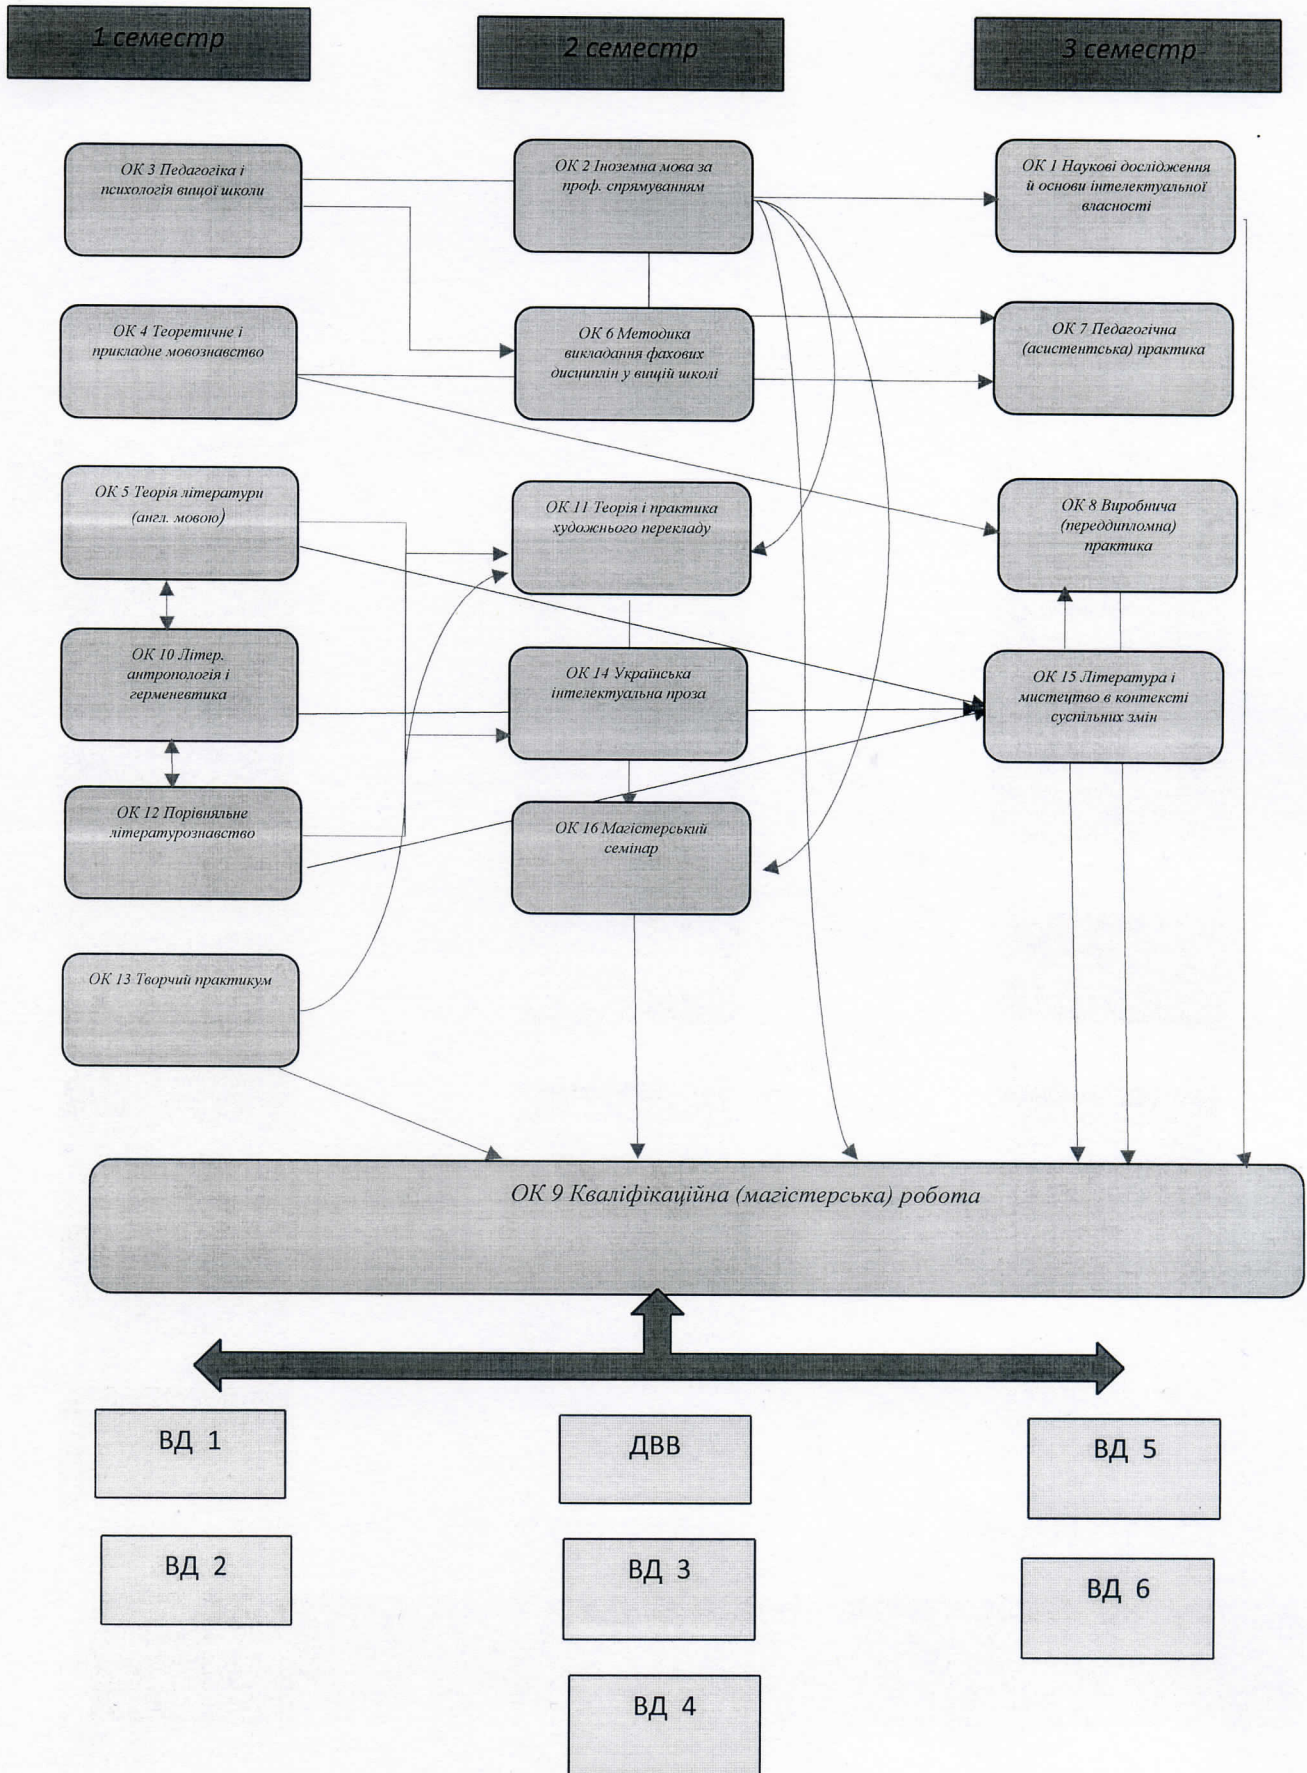 1 семестр
2 семестр
3 семестр
ОК 3 Педагогіка і
психологія вищої школи
ОК 2 Іноземна мова за
проф. спрямуванням
ОК 1 Наукові дослідження
й основи інтелектуальної
власності
ОК 4 Теоретичне і
прикладне мовознавство
ОК 6 Методика
викладання фахових
дисциплін у вищій школі
ОК 7 Педагогічна
(асистентська) практика
ОК 5 Теорія літератури
(англ. мовою)
ОК 11 Теорія і практика
художнього перекладу
ОК 8 Виробнича
(переддипломна)
практика
ОК 10 Літер.
антропологія і
герменевтика
ОК 14 Українська
інтелектуальна проза
ОК 15 Література і
мистецтво в контексті
суспільних змін
ОК 12 Порівняльне
літературознавство
ОК 16 Магістерський
семінар
ОК 13 Творчий практикум
ОК 9 Кваліфікаційна (магістерська) робота
ВД 1
ДВВ
ВД 5
ВД 2
ВД 3
ВД 6
ВД 4